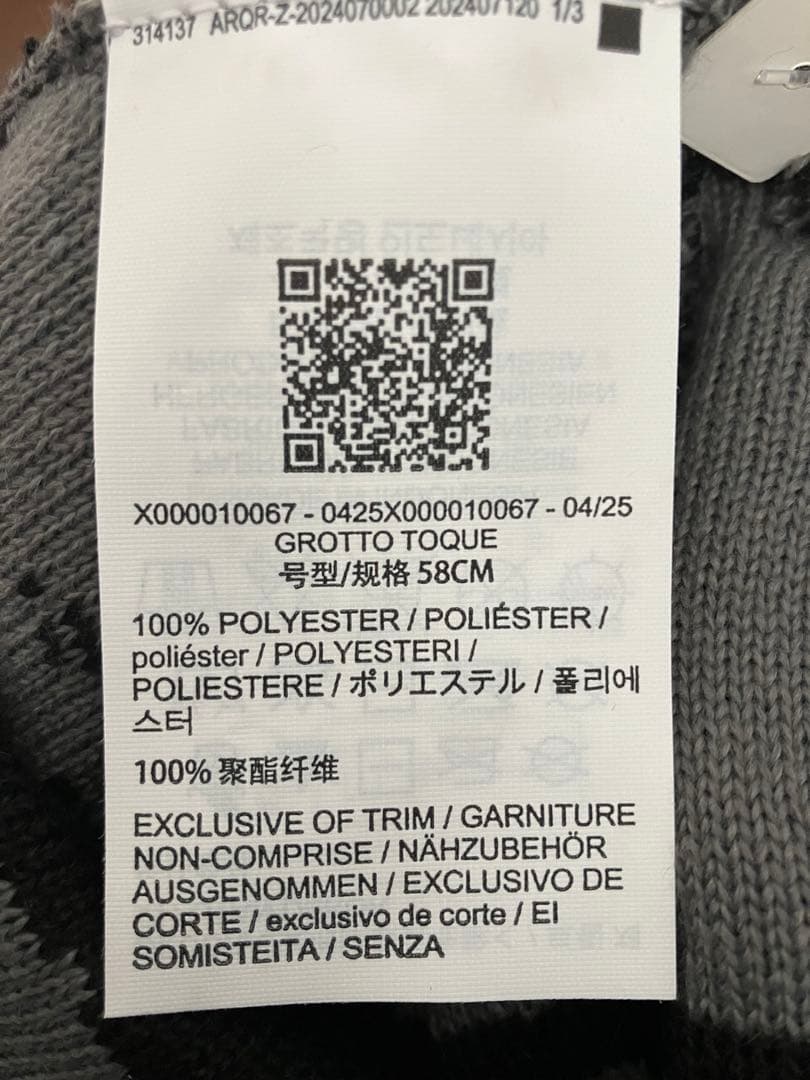 314137 ARQR-Z-2024070002 202407120 1/3
X000010067 - 0425X000010067 - 04/25
GROTTO TOQUE
号型/规格 58CM
100% POLYESTER / POLIÉSTER /
poliéster / POLYESTERI /
POLIESTERE / ポリエステル / 폴리에
스터
100% 聚酯纤维
EXCLUSIVE OF TRIM / GARNITURE
NON-COMPRISE / NÄHZUBEHÖR
AUSGENOMMEN / EXCLUSIVO DE
CORTE / exclusivo de corte / EI
SOMISTEITA / SENZA